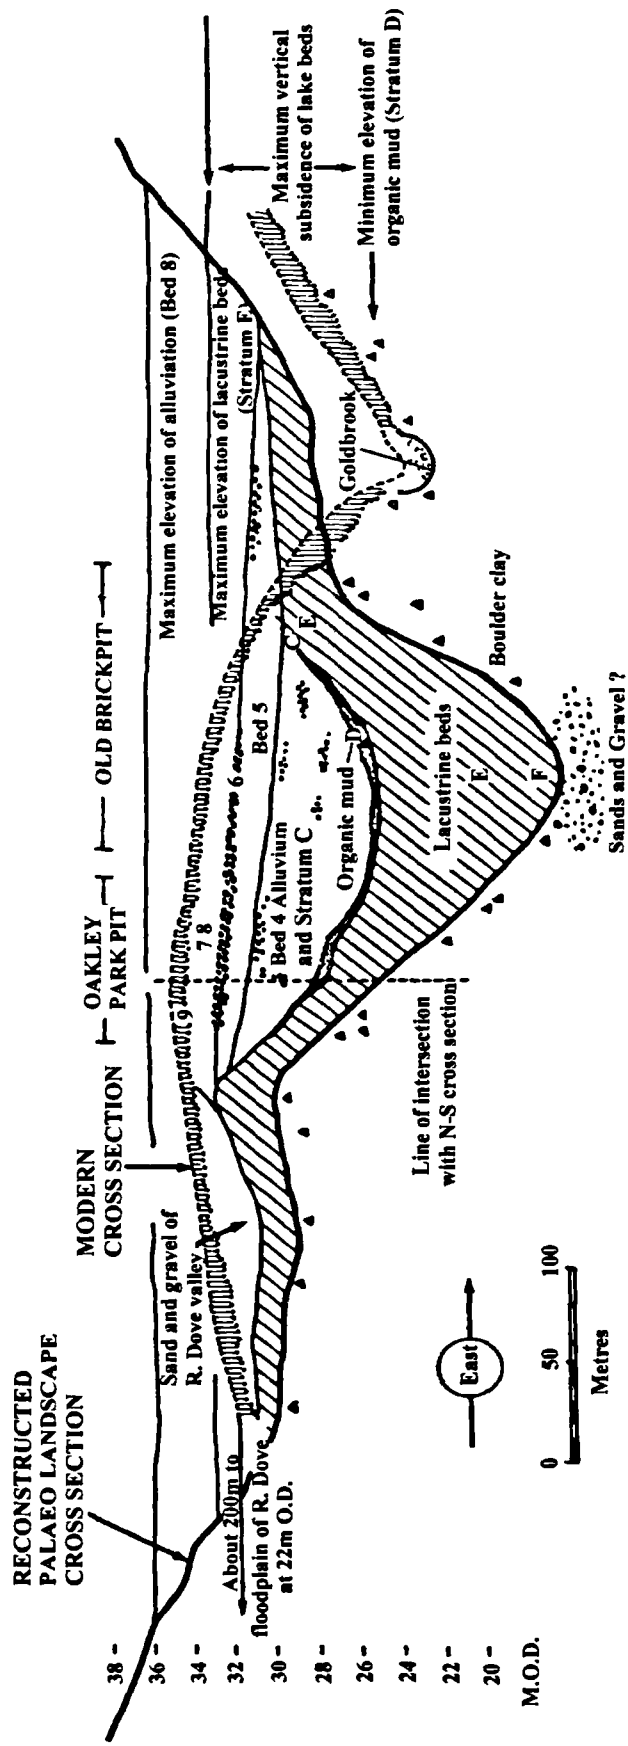 RECONSTRUCTED
PALAEO LANDSCAPE
CROSS SECTION
MODERN
CROSS SECTION
OAKLEY
PARK PIT
OLD BRICKPIT
Maximum elevation of alluviation (Bed 8)
Maximum elevation of lacustrine beds
(Stratum F)
Maximum vertical
subsidence of lake beds
Minimum elevation of
organic mud (Stratum D)
Sand and gravel of
R. Dove valley
9
7 8
6
Bed 5
Bed 4 Alluvium
and Stratum C
C
E
Organic mud
D
Goldbrook
Lacustrine beds
E
F
Boulder clay
Sands and Gravel ?
About 200m to
floodplain of R. Dove
at 22m O.D.
Line of intersection
with N-S cross section
East
0 50 100
Metres
38
36
34
32
30
28
26
24
22
20
M.O.D.